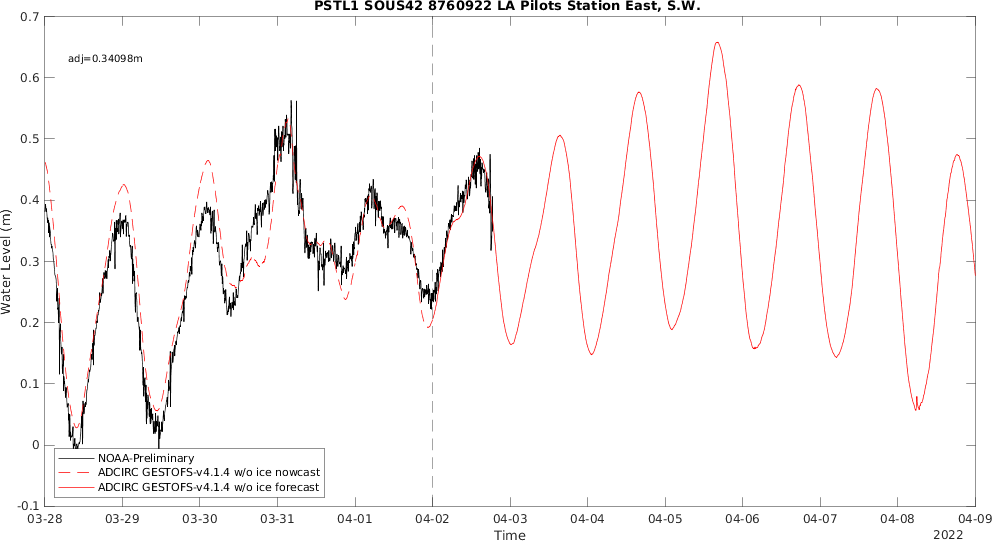 PSTL1 SOUS42 8760922 LA Pilots Station East, S.W.
adj=0.34098m
Water Level (m)
0.7
0.6
0.5
0.4
0.3
0.2
0.1
0
-0.1
NOAA-Preliminary
ADCIRC GESTOFS-v4.1.4 w/o ice nowcast
ADCIRC GESTOFS-v4.1.4 w/o ice forecast
03-28 03-29 03-30 03-31 04-01 04-02 04-03 04-04 04-05 04-06 04-07 04-08 04-09
Time
2022